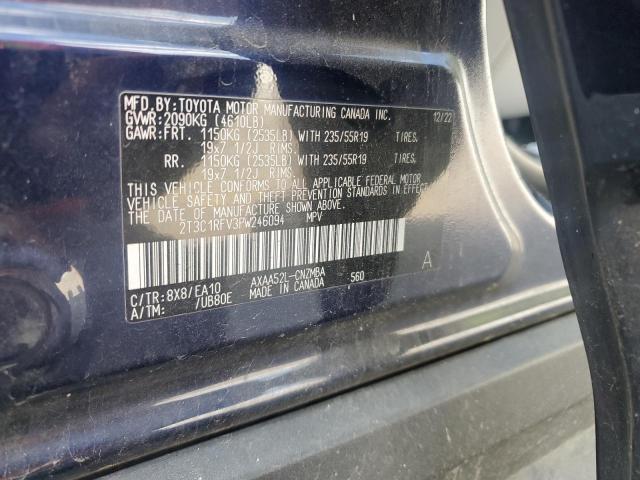 MFD.BY:TOYOTA MOTOR MANUFACTURING CANADA INC.
GVWR:2090KG (4610LB) 12/22
GAWR:FRT. 1150KG (2535LB) WITH 235/55R19 TIRES,
19x7 1/2J RIMS,
RR. 1150KG (2535LB) WITH 235/55R19 TIRES,
19x7 1/2J RIMS,
THIS VEHICLE CONFORMS TO ALL APPLICABLE FEDERAL MOTOR
VEHICLE SAFETY AND THEFT PREVENTION STANDARDS IN EFFECT
ON THE DATE OF MANUFACTURE SHOWN ABOVE.
2T3C1RFV3PW246094 MPV
C/TR:8X8/EA10 AXAA52L-CNZMBA 560 A
A/TM: /UB80E MADE IN CANADA